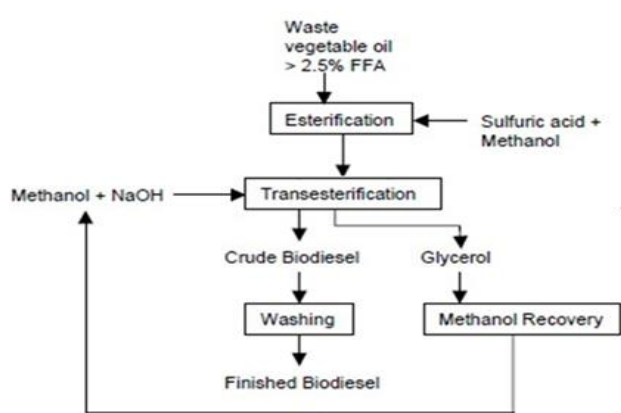 Waste
vegetable oil
> 2.5% FFA
Esterification
Sulfuric acid +
Methanol
Methanol + NaOH
Transesterification
Crude Biodiesel
Glycerol
Washing
Methanol Recovery
Finished Biodiesel